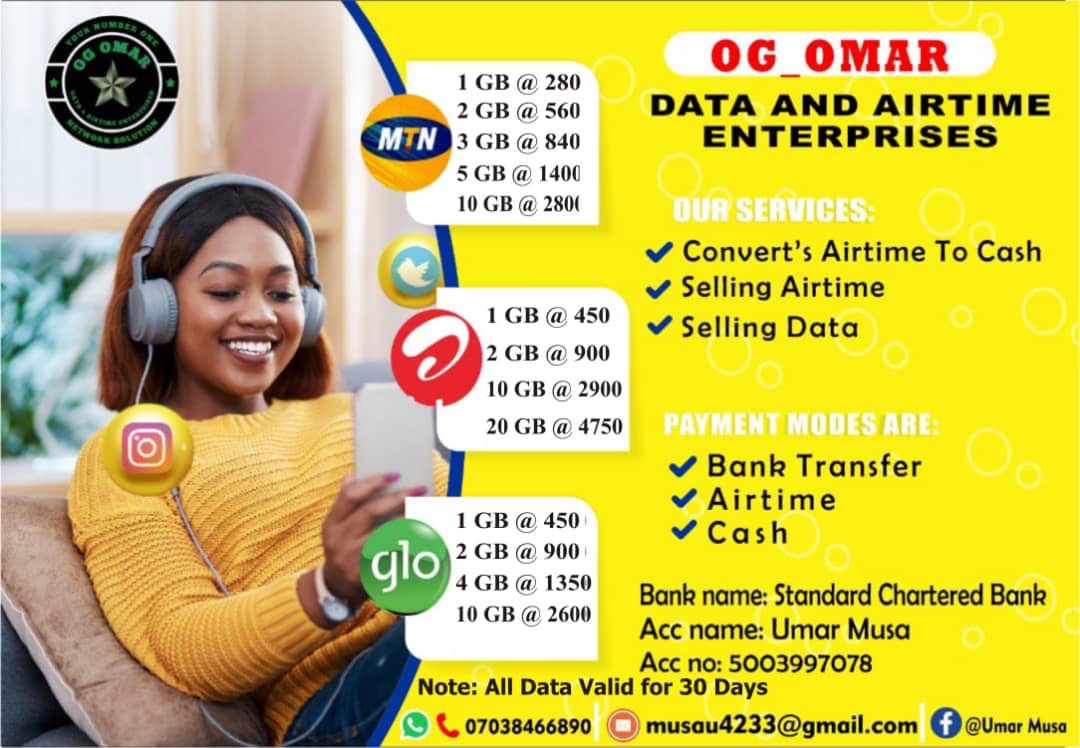 YOUR NUMBER ONE
OG OMAR
DATA & AIRTIME ENTERPRISES
NETWORK SOLUTION
MTN
1 GB @ 280
2 GB @ 560
3 GB @ 840
5 GB @ 1400
10 GB @ 2800
1 GB @ 450
2 GB @ 900
10 GB @ 2900
20 GB @ 4750
glo
1 GB @ 450
2 GB @ 900
4 GB @ 1350
10 GB @ 2600
OG_OMAR
DATA AND AIRTIME
ENTERPRISES
OUR SERVICES:
Convert's Airtime To Cash
Selling Airtime
Selling Data
PAYMENT MODES ARE:
Bank Transfer
Airtime
Cash
Bank name: Standard Chartered Bank
Acc name: Umar Musa
Acc no: 5003997078
Note: All Data Valid for 30 Days
07038466890
musau4233@gmail.com
@Umar Musa